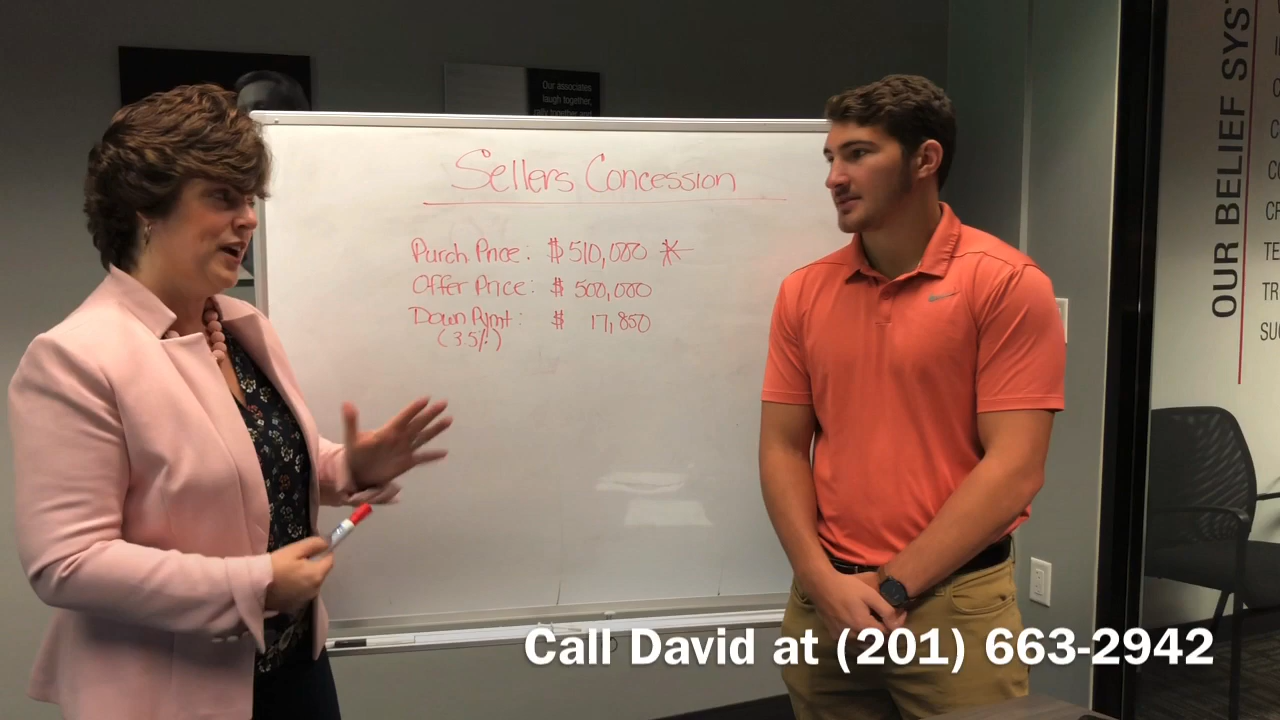 Our associates
laugh together,
Sellers Concession
Purch Price: $ 510,000 *
Offer Price: $ 500,000
Down Pymt: $ 17,850
(3.5%)
OUR BELIEF SYS
Call David at (201) 663-2942